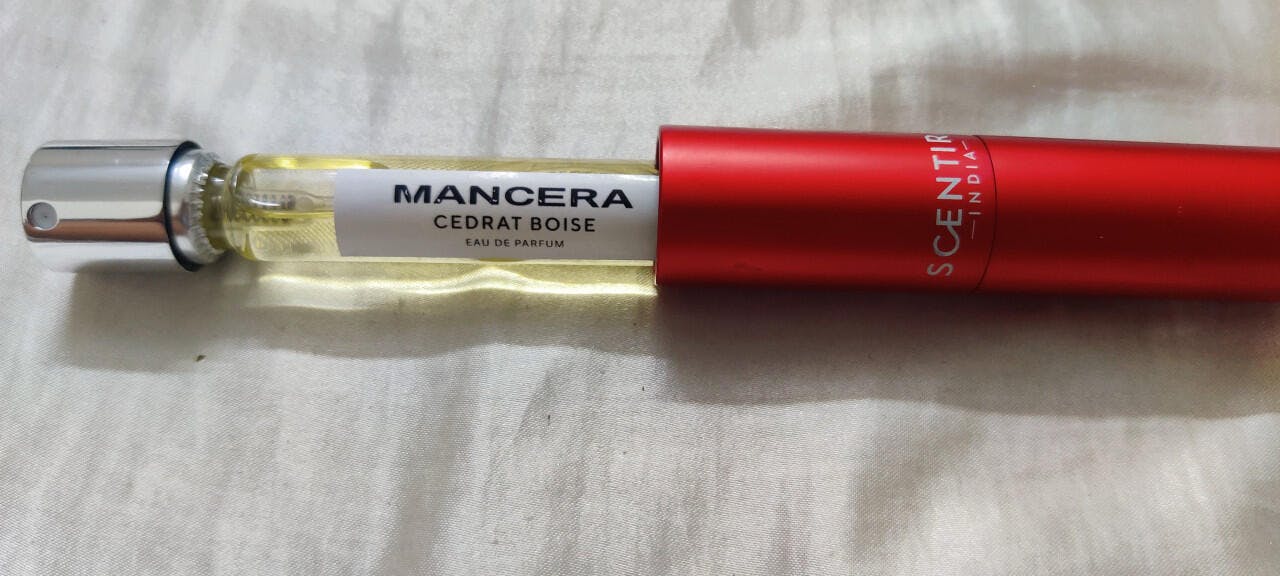 MANCERA
CEDRAT BOISE
EAU DE PARFUM
SCENTIR
—INDIA—